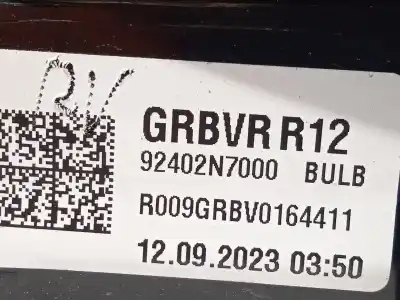 RV
GRBVR R12
92402N7000 BULB
R009GRBV0164411
12.09.2023 03:50